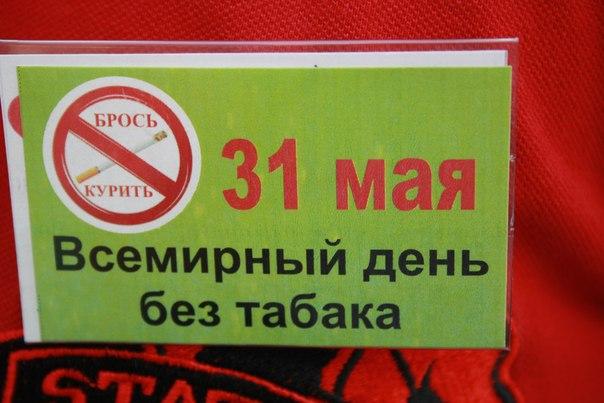 БРОСЬ
КУРИТЬ
31 мая
Всемирный день
без табака